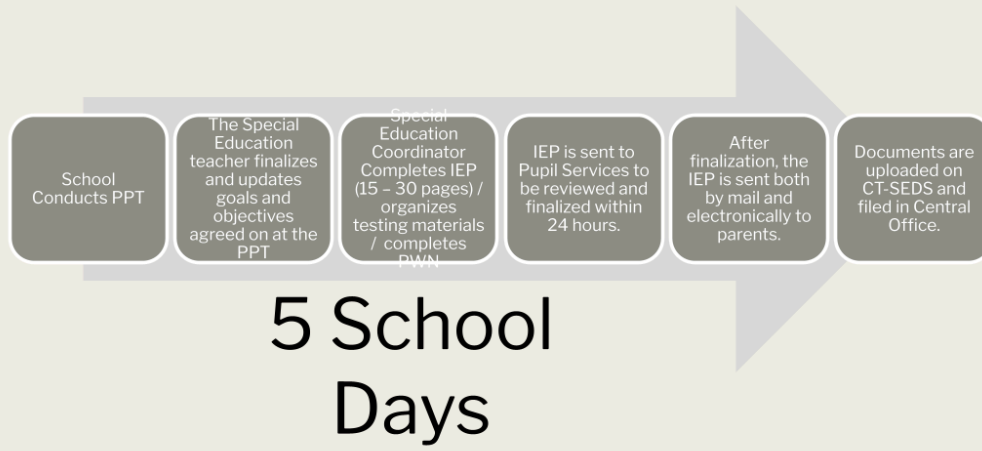 School
Conducts PPT
The Special
Education
teacher finalizes
and updates
goals and
objectives
agreed on at the
PPT
Special
Education
Coordinator
Completes IEP
(15 – 30 pages) /
organizes
testing materials
/ completes
PWN
IEP is sent to
Pupil Services to
be reviewed and
finalized within
24 hours.
After
finalization, the
IEP is sent both
by mail and
electronically to
parents.
Documents are
uploaded on
CT-SEDS and
filed in Central
Office.
5 School
Days